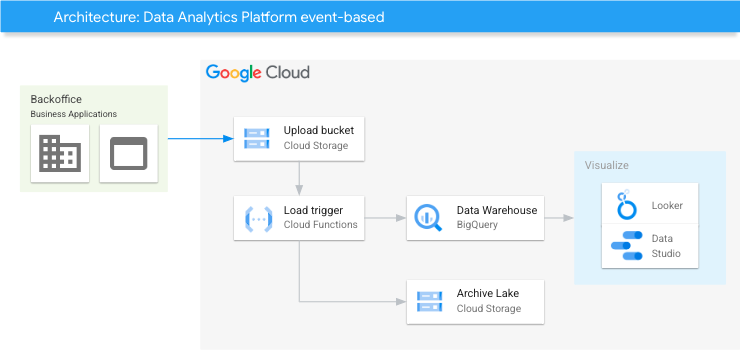 Architecture: Data Analytics Platform event-based
Google Cloud
Backoffice
Business Applications
Upload bucket
Cloud Storage
Load trigger
Cloud Functions
Data Warehouse
BigQuery
Archive Lake
Cloud Storage
Visualize
Looker
Data
Studio